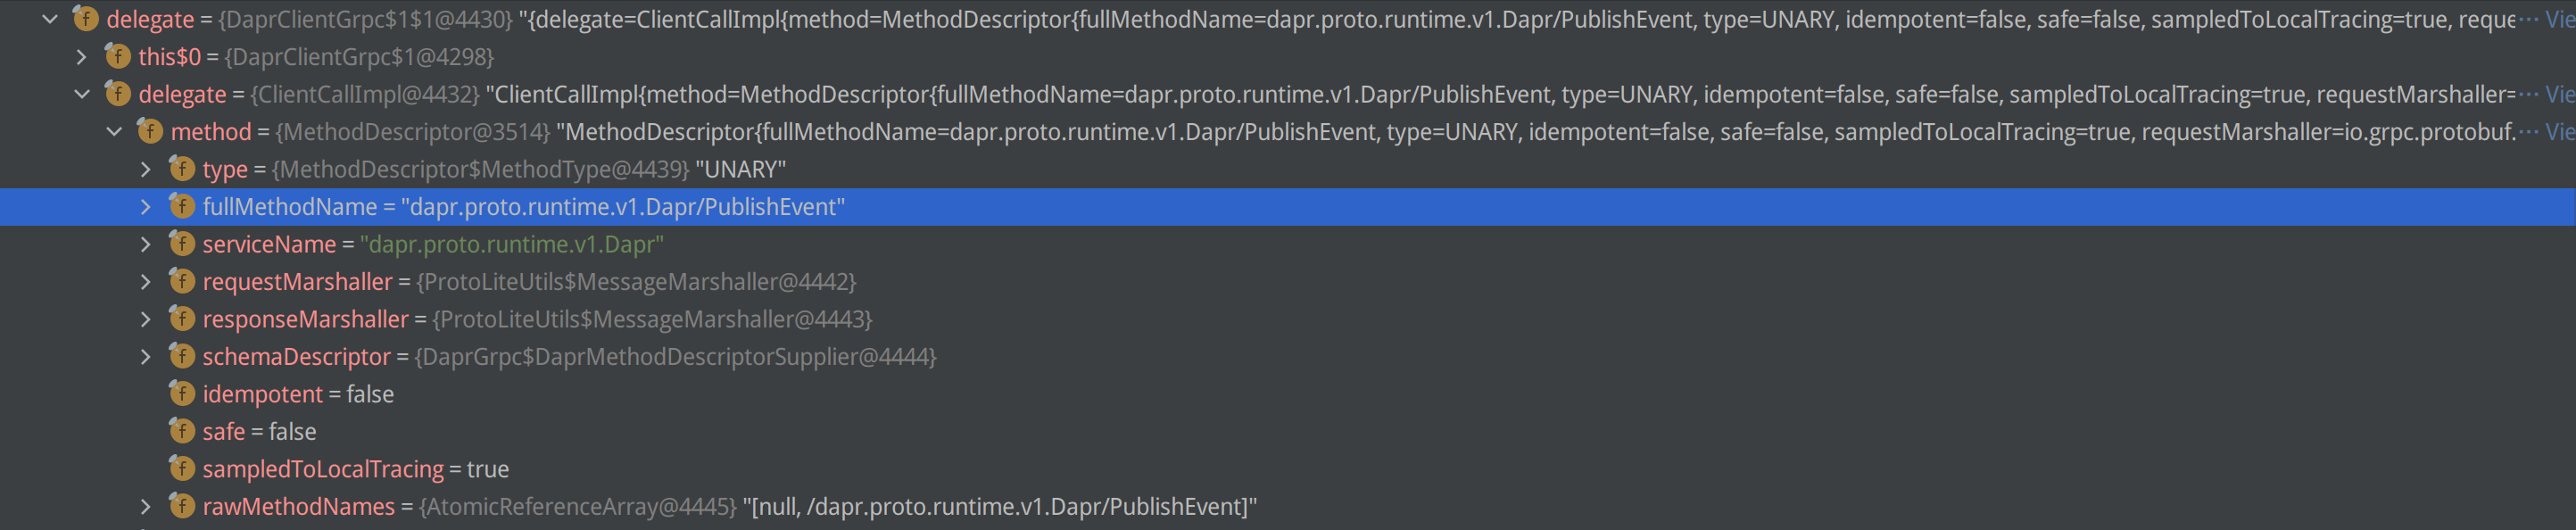 delegate = {DaprClientGrpc$1$1@4430} "{delegate=ClientCallImpl{method=MethodDescriptor{fullMethodName=dapr.proto.runtime.v1.Dapr/PublishEvent, type=UNARY, idempotent=false, safe=false, sampledToLocalTracing=true, reque... Vie
this$0 = {DaprClientGrpc$1@4298}
delegate = {ClientCallImpl@4432} "ClientCallImpl{method=MethodDescriptor{fullMethodName=dapr.proto.runtime.v1.Dapr/PublishEvent, type=UNARY, idempotent=false, safe=false, sampledToLocalTracing=true, requestMarshaller=... Vie
method = {MethodDescriptor@3514} "MethodDescriptor{fullMethodName=dapr.proto.runtime.v1.Dapr/PublishEvent, type=UNARY, idempotent=false, safe=false, sampledToLocalTracing=true, requestMarshaller=io.grpc.protobuf.... Vie
type = {MethodDescriptor$MethodType@4439} "UNARY"
fullMethodName = "dapr.proto.runtime.v1.Dapr/PublishEvent"
serviceName = "dapr.proto.runtime.v1.Dapr"
requestMarshaller = {ProtoLiteUtils$MessageMarshaller@4442}
responseMarshaller = {ProtoLiteUtils$MessageMarshaller@4443}
schemaDescriptor = {DaprGrpc$DaprMethodDescriptorSupplier@4444}
idempotent = false
safe = false
sampledToLocalTracing = true
rawMethodNames = {AtomicReferenceArray@4445} "[null, /dapr.proto.runtime.v1.Dapr/PublishEvent]"